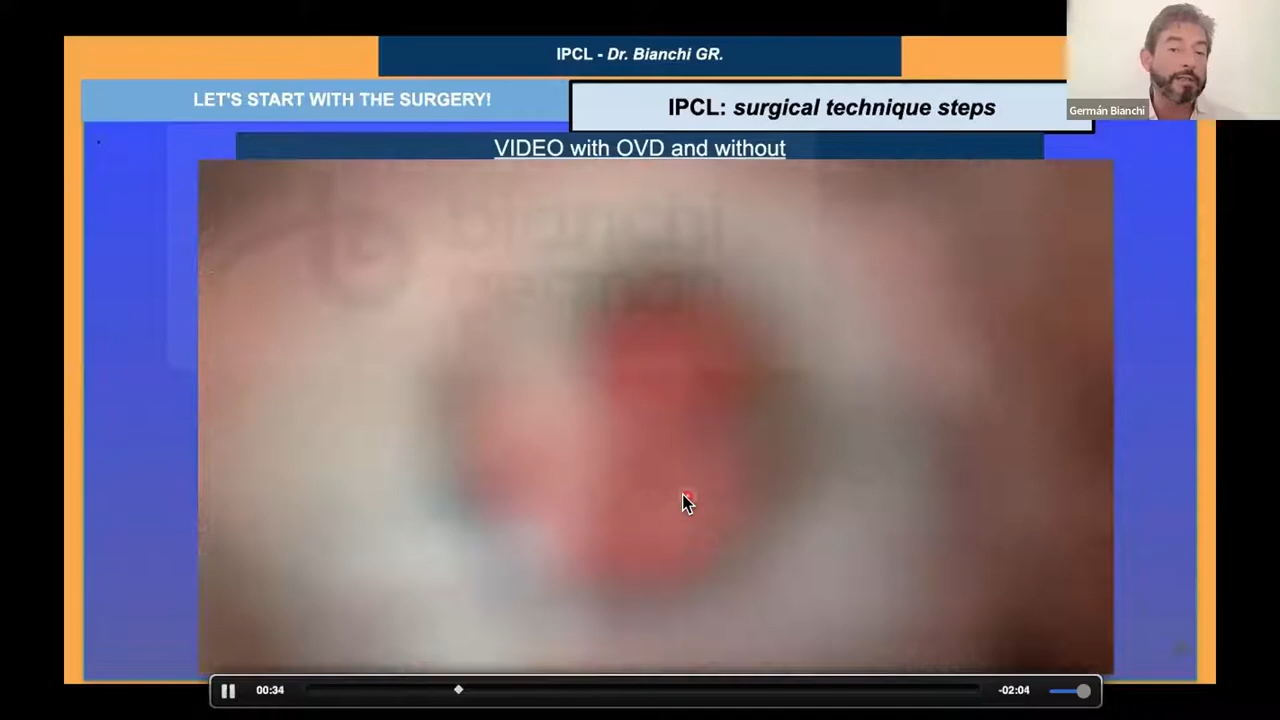 IPCL - Dr. Bianchi GR.
LET'S START WITH THE SURGERY!
IPCL: surgical technique steps
Germán Bianchi
VIDEO with OVD and without
bianchi
00:34
-02:04